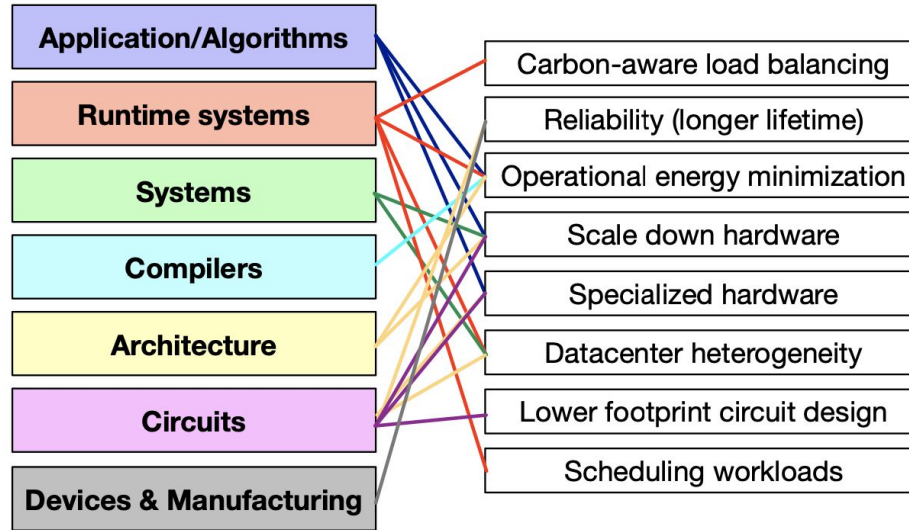 Application/Algorithms
Runtime systems
Systems
Compilers
Architecture
Circuits
Devices & Manufacturing
Carbon-aware load balancing
Reliability (longer lifetime)
Operational energy minimization
Scale down hardware
Specialized hardware
Datacenter heterogeneity
Lower footprint circuit design
Scheduling workloads